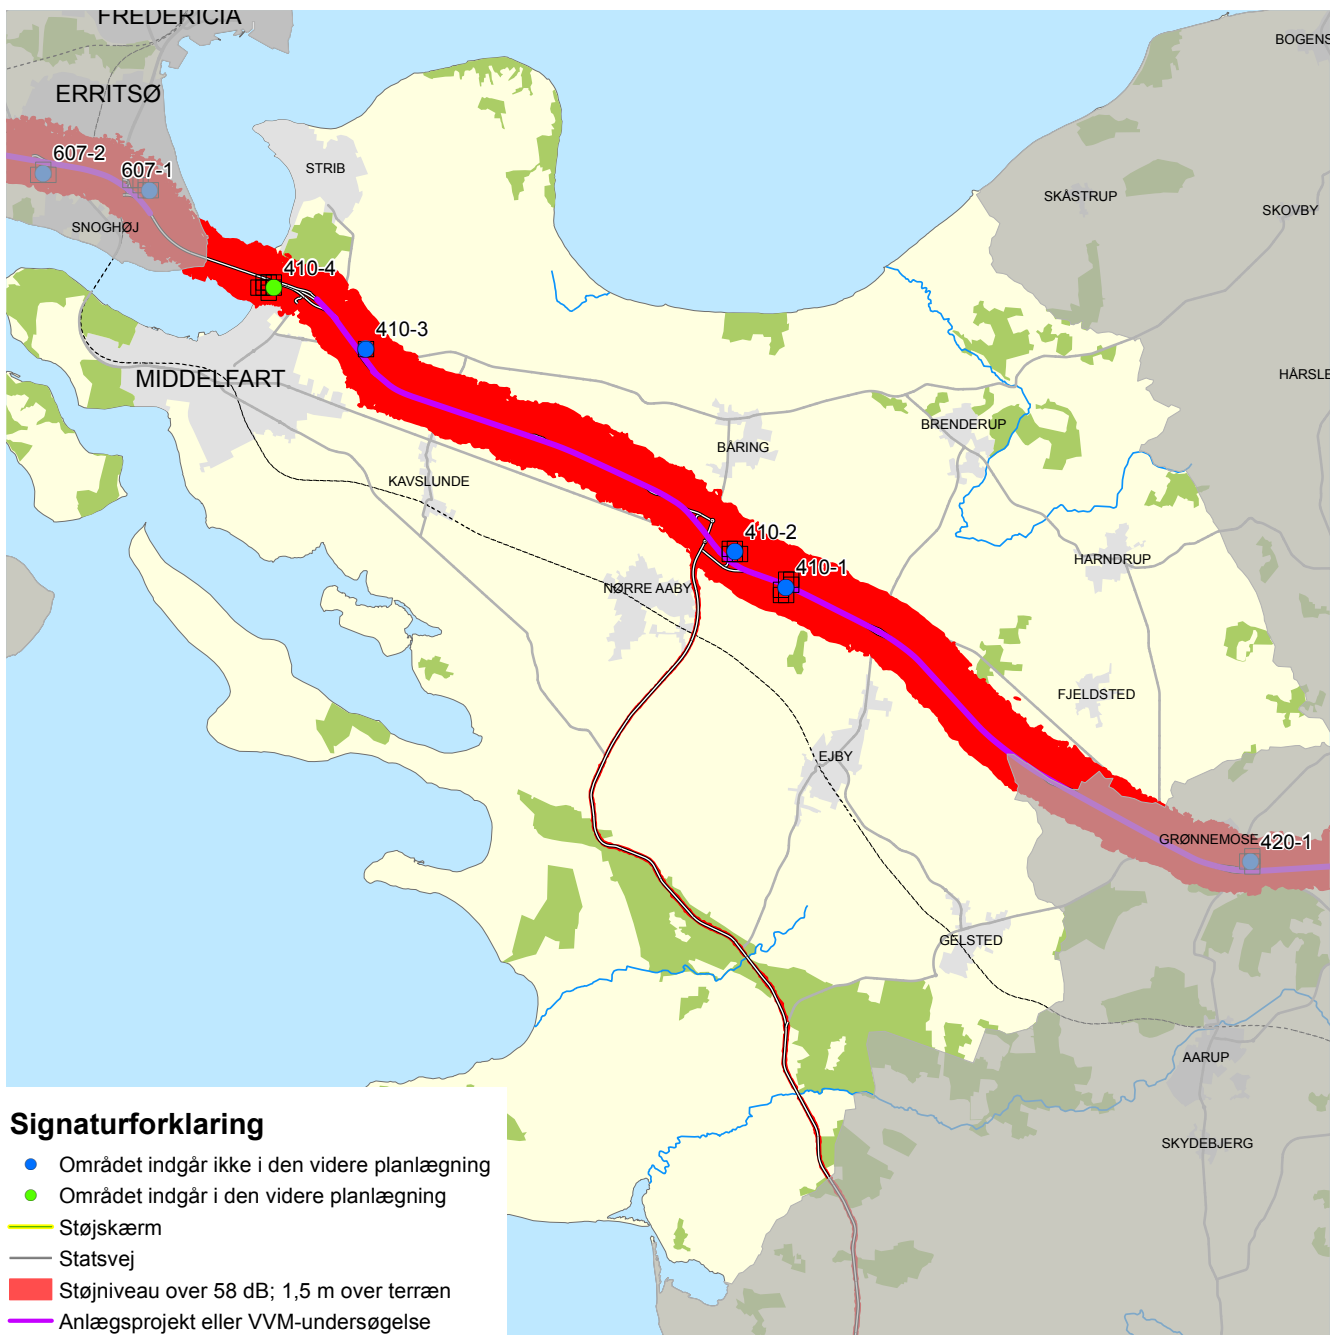 FREDERICIA
BOGENS
ERRITSØ
607-2
607-1
STRIB
SKÅSTRUP
SKOVBY
SNOGHØJ
410-4
410-3
MIDDELFART
HÅRSLE
BRENDERUP
BÅRING
KAVSLUNDE
410-2
HARNDRUP
410-1
NØRRE AABY
FJELDSTED
EJBY
GRØNNEMOSE
420-1
GELSTED
AARUP
SKYDEBJERG
Signaturforklaring
Området indgår ikke i den videre planlægning
Området indgår i den videre planlægning
Støjskærm
Statsvej
Støjniveau over 58 dB; 1,5 m over terræn
Anlægsprojekt eller VVM-undersøgelse